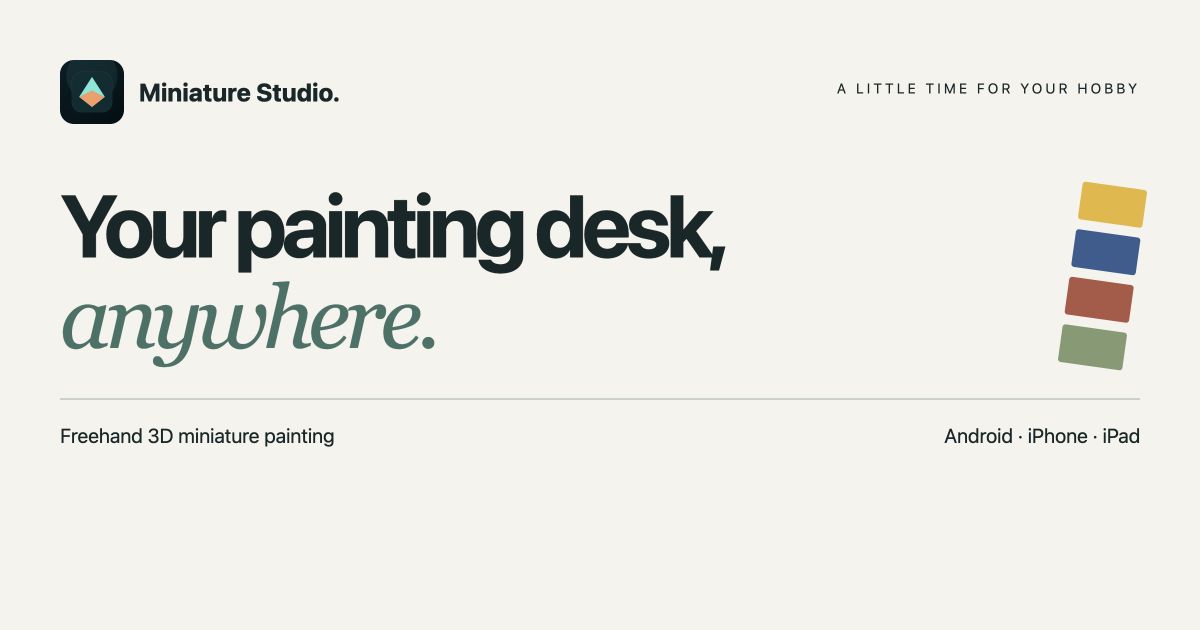 Miniature Studio.
A LITTLE TIME FOR YOUR HOBBY
Your painting desk,
anywhere.
Freehand 3D miniature painting
Android · iPhone · iPad